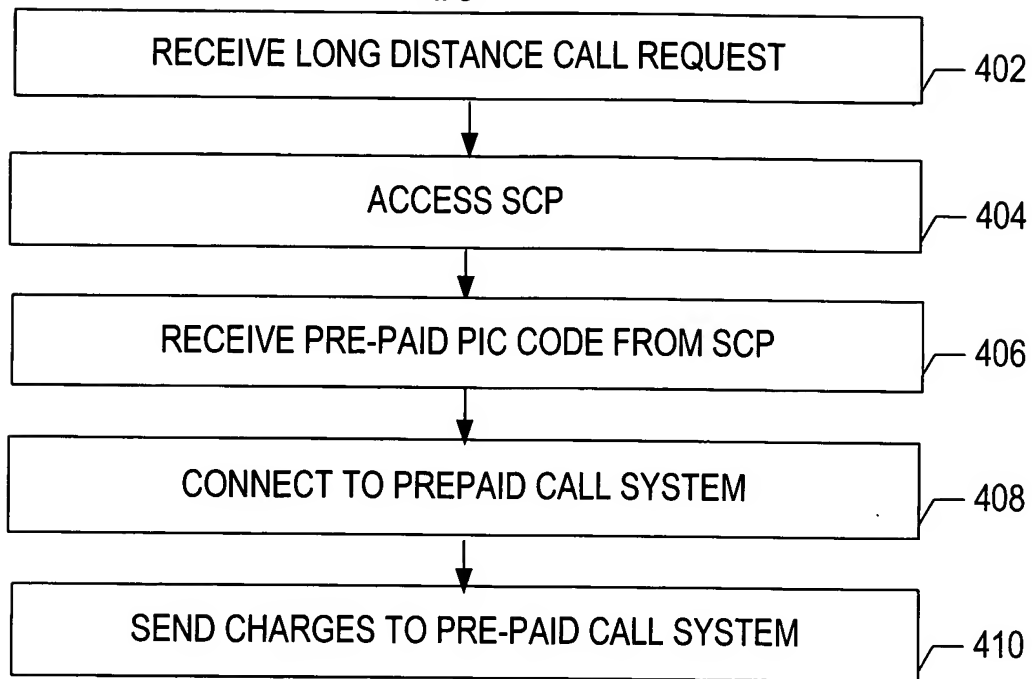 RECEIVE LONG DISTANCE CALL REQUEST
402
ACCESS SCP
404
RECEIVE PRE-PAID PIC CODE FROM SCP
406
CONNECT TO PREPAID CALL SYSTEM
408
SEND CHARGES TO PRE-PAID CALL SYSTEM
410